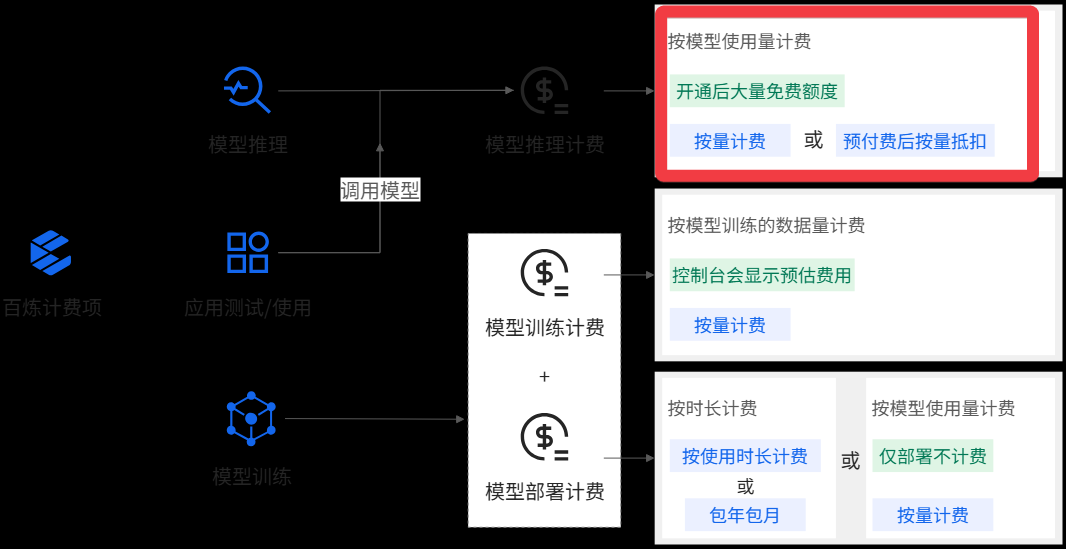 百炼计费项
模型推理
应用测试/使用
模型训练
调用模型
模型推理计费
模型训练计费
+
模型部署计费
按模型使用量计费
开通后大量免费额度
按量计费 或 预付费后按量抵扣
按模型训练的数据量计费
控制台会显示预估费用
按量计费
按时长计费
按使用时长计费
或
包年包月
或
按模型使用量计费
仅部署不计费
按量计费